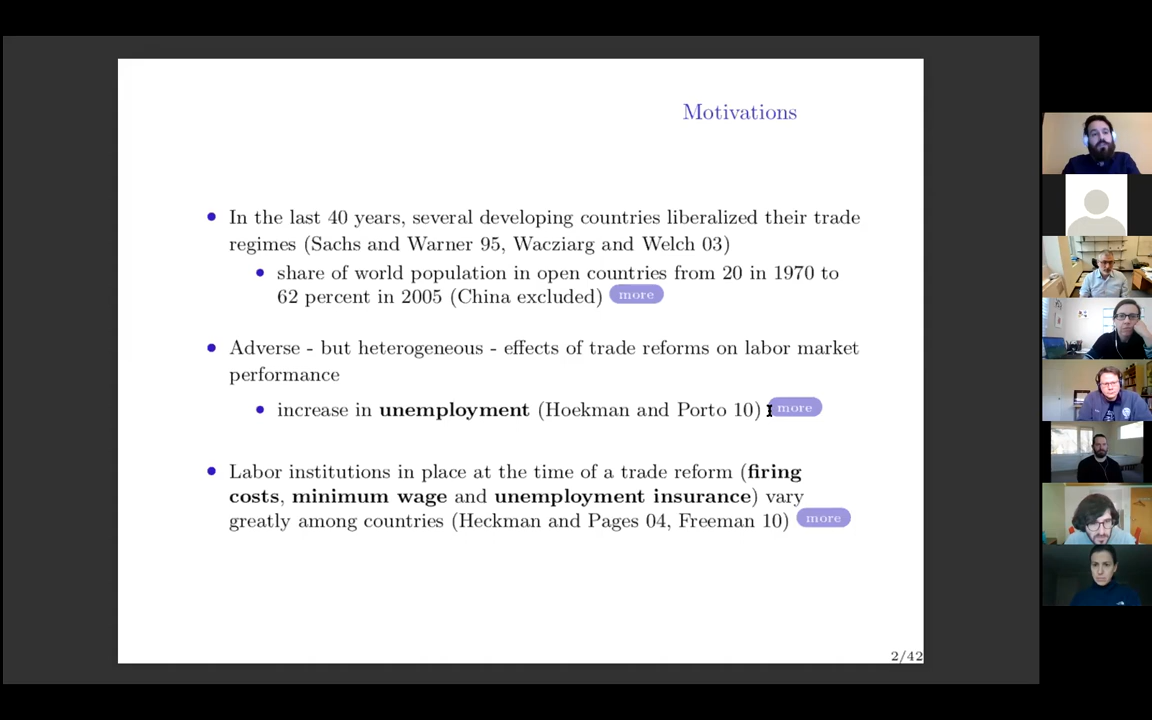 Motivations
In the last 40 years, several developing countries liberalized their trade
regimes (Sachs and Warner 95, Wacziarg and Welch 03)
share of world population in open countries from 20 in 1970 to
62 percent in 2005 (China excluded) more
Adverse - but heterogeneous - effects of trade reforms on labor market
performance
increase in unemployment (Hoekman and Porto 10) more
Labor institutions in place at the time of a trade reform (firing
costs, minimum wage and unemployment insurance) vary
greatly among countries (Heckman and Pages 04, Freeman 10) more
2/42